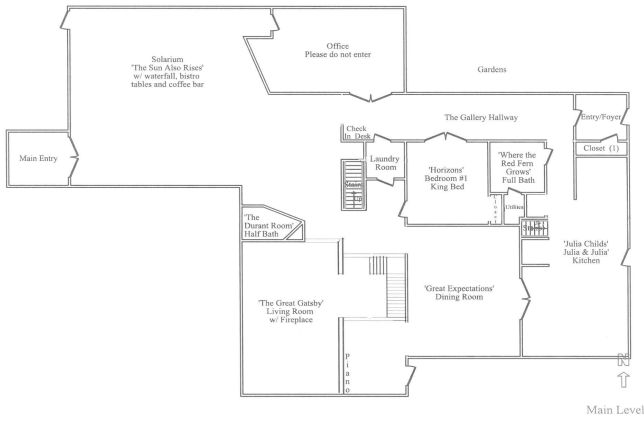 Solarium
'The Sun Also Rises'
w/ waterfall, bistro
tables and coffee bar
Office
Please do not enter
Gardens
The Gallery Hallway
Entry/Foyer
Closet (1)
Main Entry
Check
In Desk
Laundry
Room
Stairs
Up
'Horizons'
Bedroom #1
King Bed
'Where the
Red Fern
Grows'
Full Bath
Utilities
'The
Durant Room'
Half Bath
'Julia Childs'
Julia & Julia'
Kitchen
'The Great Gatsby'
Living Room
w/ Fireplace
'Great Expectations'
Dining Room
Piano
N
Main Level